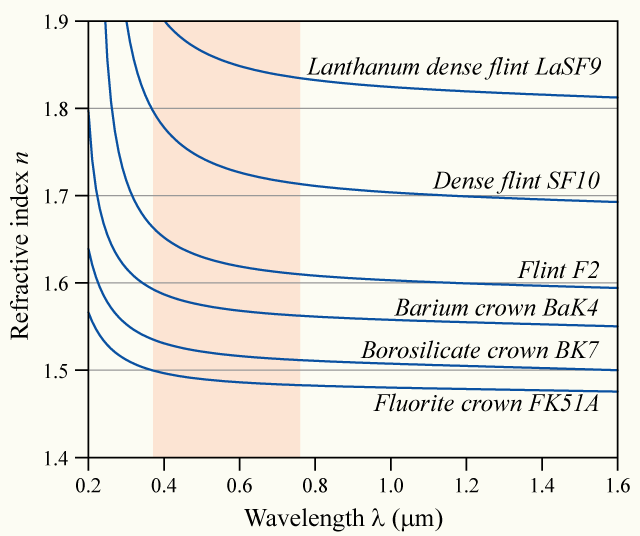 1.9
Lanthanum dense flint LaSF9
1.8
Dense flint SF10
1.7
Refractive index n
Flint F2
1.6
Barium crown BaK4
Borosilicate crown BK7
1.5
Fluorite crown FK51A
1.4
0.2 0.4 0.6 0.8 1.0 1.2 1.4 1.6
Wavelength λ (μm)